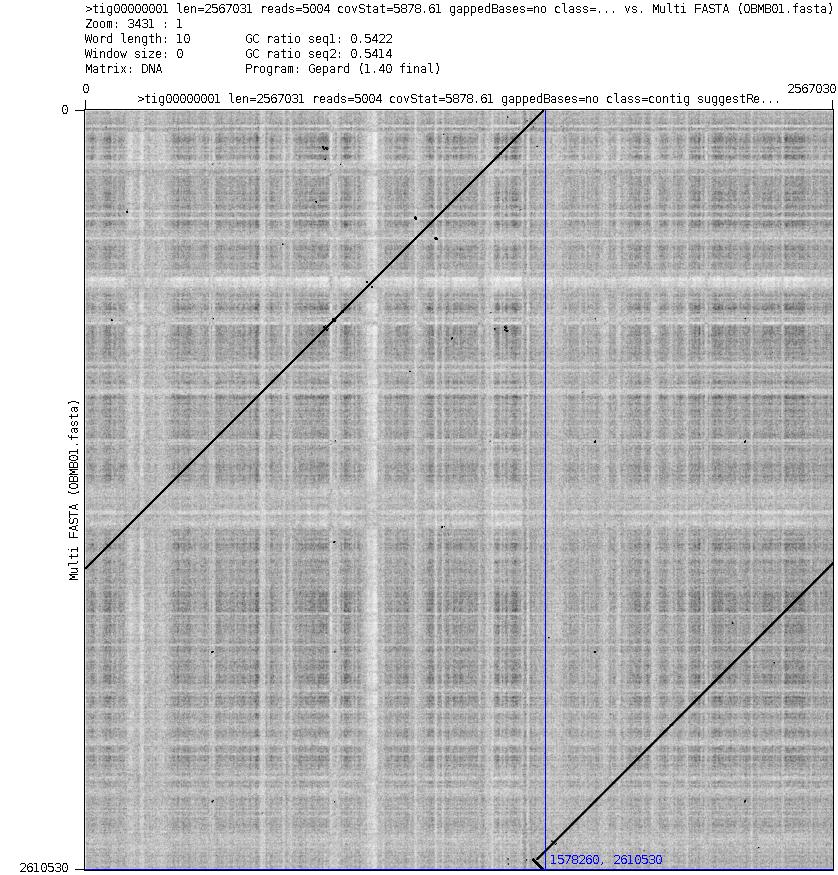 >tig00000001 len=2567031 reads=5004 covStat=5878.61 gappedBases=no class=... vs. Multi FASTA (OBMB01.fasta)
Zoom: 3431 : 1
Word length: 10 GC ratio seq1: 0.5422
Window size: 0 GC ratio seq2: 0.5414
Matrix: DNA Program: Gepard (1.40 final)
0 2567030
>tig00000001 len=2567031 reads=5004 covStat=5878.61 gappedBases=no class=contig suggestRe...
0
Multi FASTA (OBMB01.fasta)
1578260, 2610530
2610530